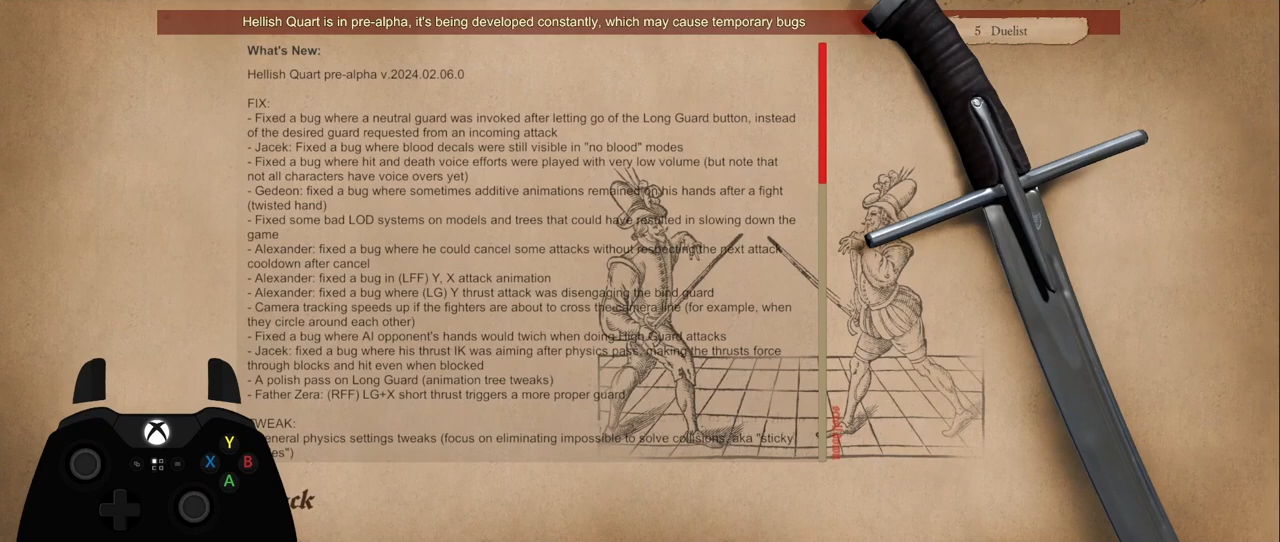 Hellish Quart is in pre-alpha, it's being developed constantly, which may cause temporary bugs
5 Duelist
What's New:
Hellish Quart pre-alpha v.2024.02.06.0
FIX:
- Fixed a bug where a neutral guard was invoked after letting go of the Long Guard button, instead
of the desired guard requested from an incoming attack
- Jacek: Fixed a bug where blood decals were still visible in "no blood" modes
- Fixed a bug where hit and death voice efforts were played with very low volume (but note that
not all characters have voice overs yet)
- Gedeon: fixed a bug where sometimes additive animations remained on his hands after a fight
(twisted hand)
- Fixed some bad LOD systems on models and trees that could have resulted in slowing down the
game
- Alexander: fixed a bug where he could cancel some attacks without respecting the next attack
cooldown after cancel
- Alexander: fixed a bug in (LFF) Y, X attack animation
- Alexander: fixed a bug where (LG) Y thrust attack was disengaging the bind guard
- Camera tracking speeds up if the fighters are about to cross the camera line (for example, when
they circle around each other)
- Fixed a bug where AI opponent's hands would twich when doing High Guard attacks
- Jacek: fixed a bug where his thrust IK was aiming after physics pass, making the thrusts force
through blocks and hit even when blocked
- A polish pass on Long Guard (animation tree tweaks)
- Father Zera: (RFF) LG+X short thrust triggers a more proper guard
WEAK:
eneral physics settings tweaks (focus on eliminating impossible to solve collisions, aka "sticky
es")
ck
Y
X
B
A